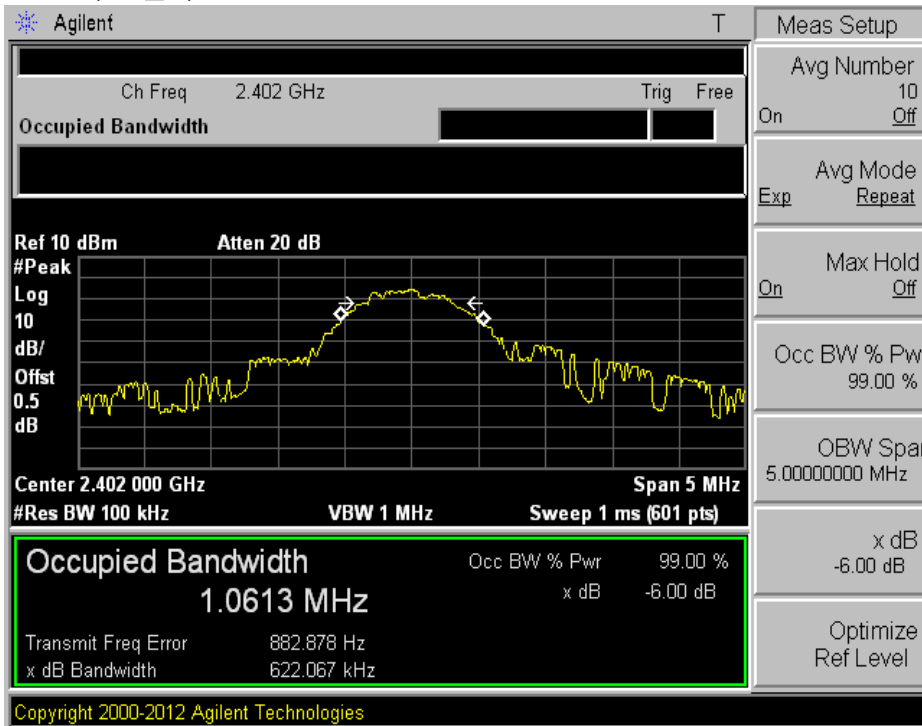 Agilent T
Ch Freq 2.402 GHz Trig Free
Occupied Bandwidth
Ref 10 dBm Atten 20 dB
#Peak
Log
10
dB/
Offst
0.5
dB
Center 2.402 000 GHz Span 5 MHz
#Res BW 100 kHz VBW 1 MHz Sweep 1 ms (601 pts)
Occupied Bandwidth Occ BW % Pwr 99.00 %
1.0613 MHz x dB -6.00 dB
Transmit Freq Error 882.878 Hz
x dB Bandwidth 622.067 kHz
Copyright 2000-2012 Agilent Technologies
Meas Setup
Avg Number
10
On Off
Avg Mode
Exp Repeat
Max Hold
On Off
Occ BW % Pw
99.00 %
OBW Spa
5.00000000 MHz
x dB
-6.00 dB
Optimize
Ref Level